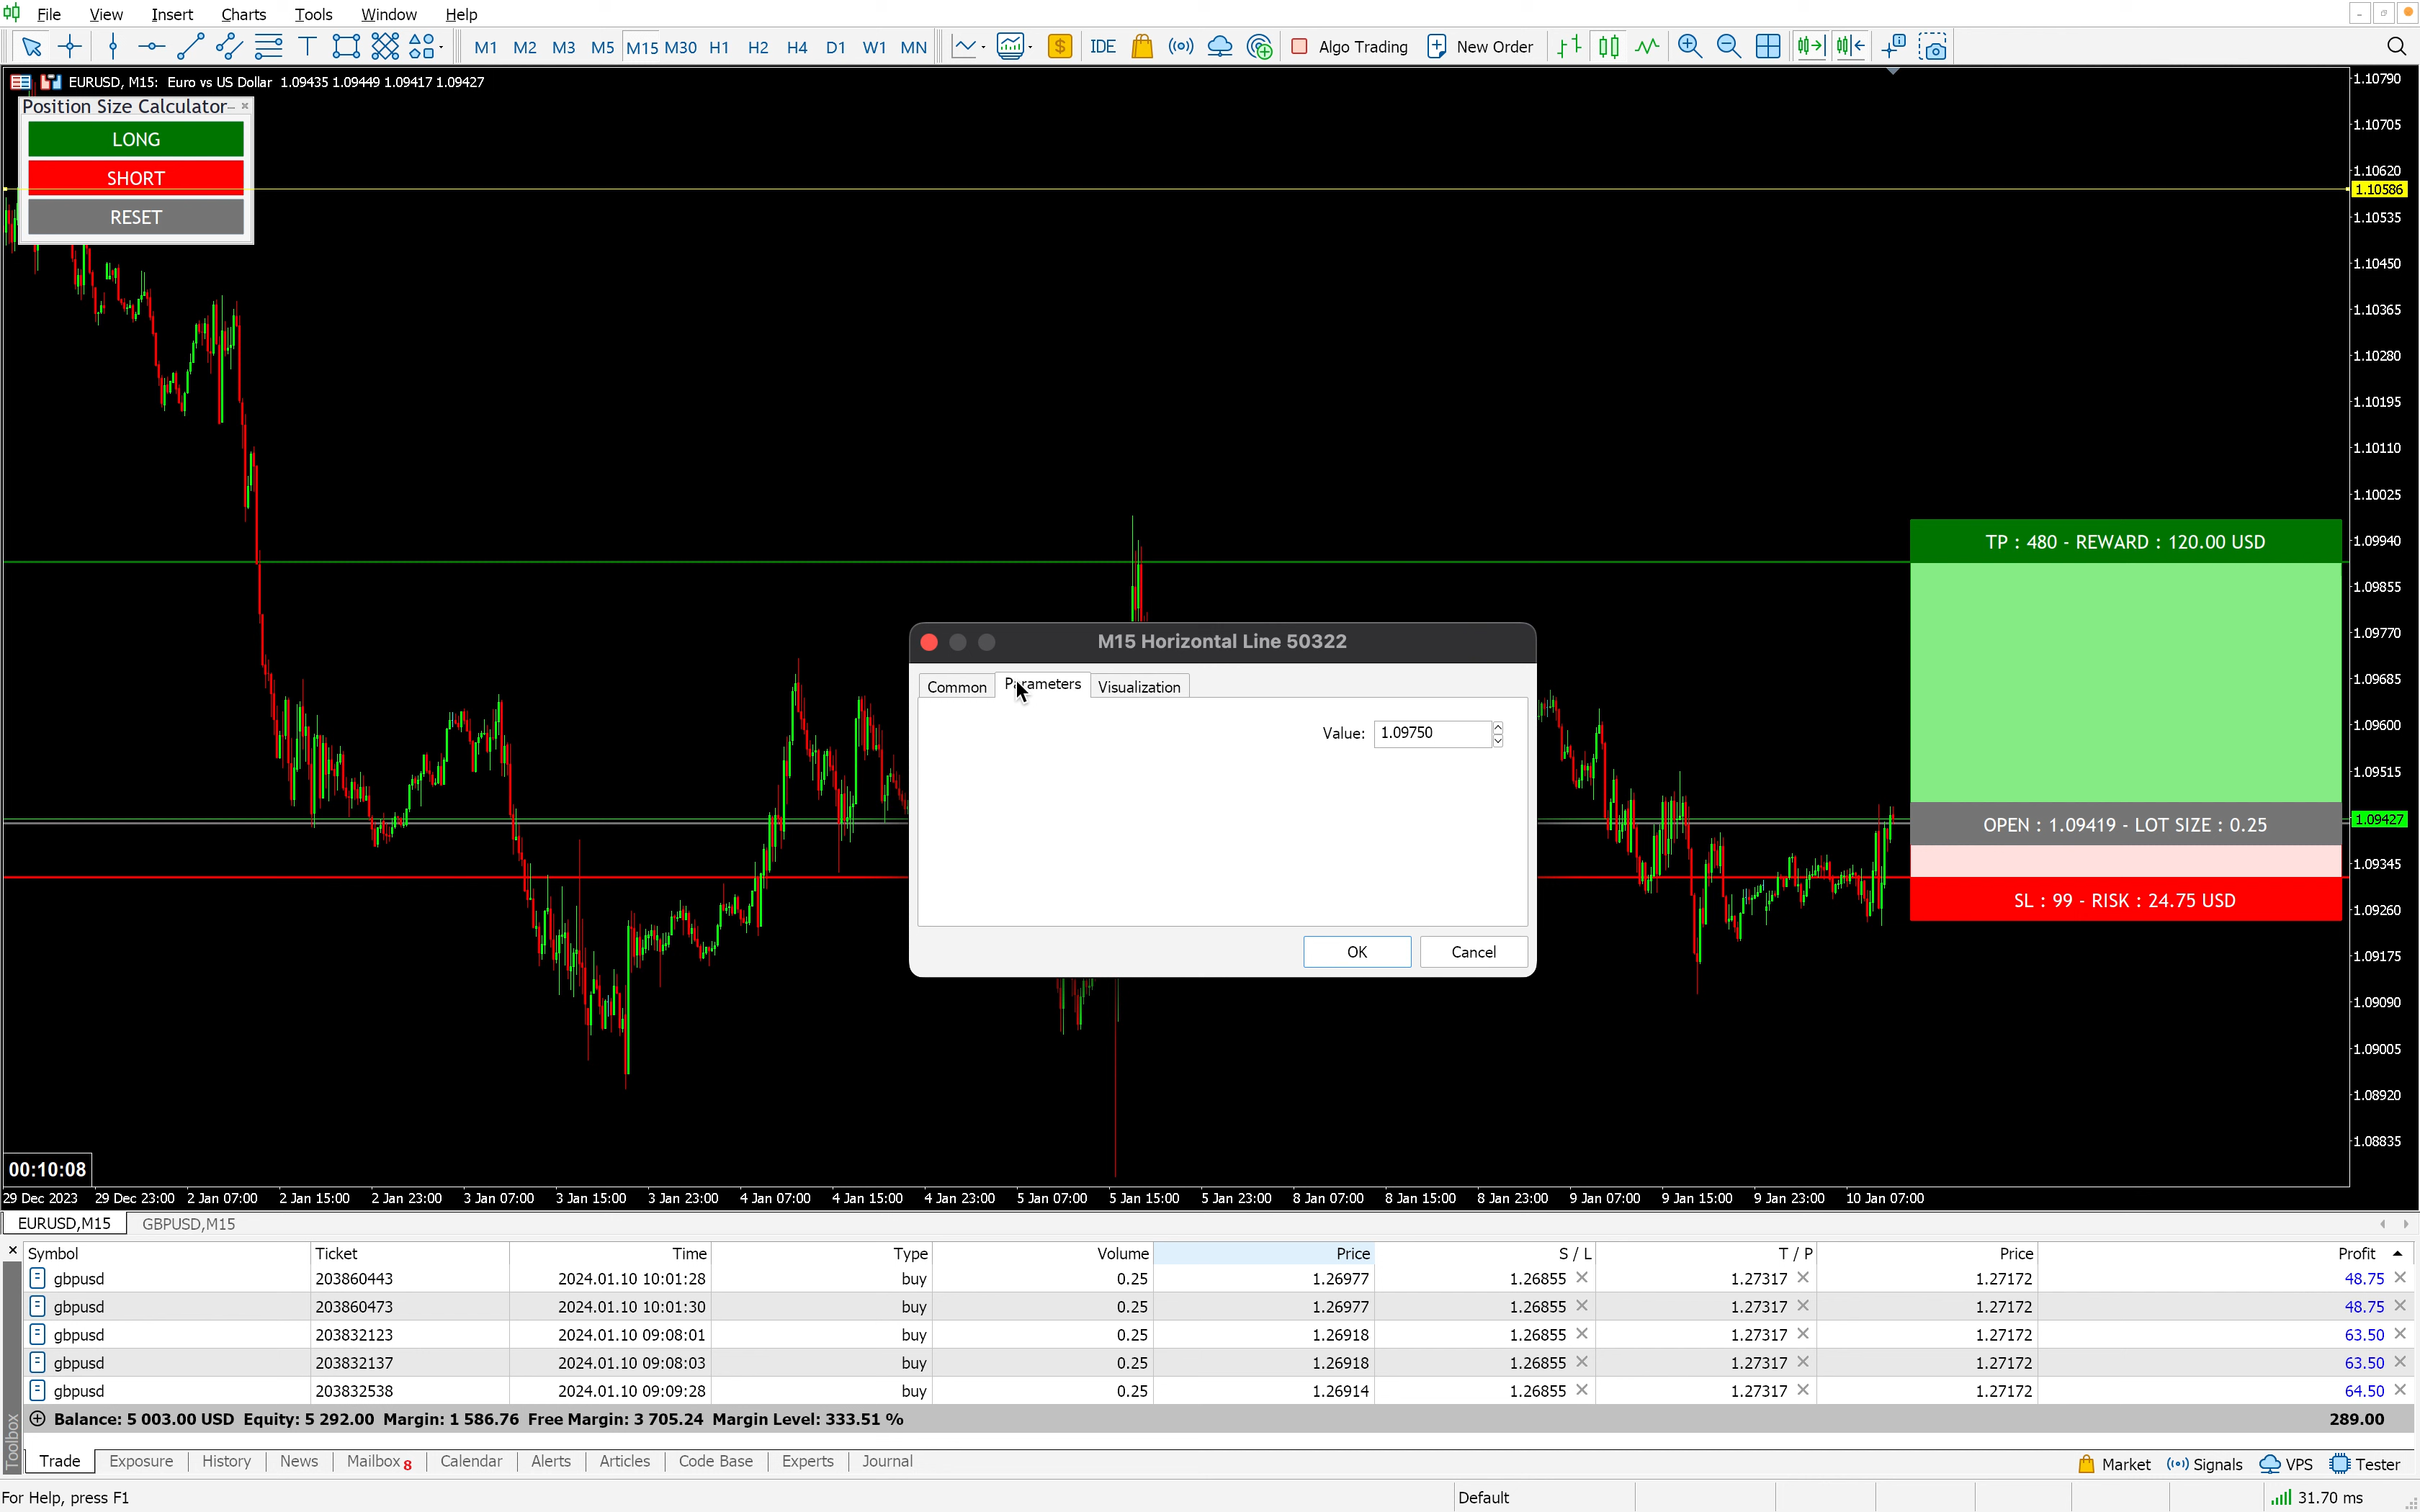 File View Insert Charts Tools Window Help
M1 M2 M3 M5 M15 M30 H1 H2 H4 D1 W1 MN $ IDE Algo Trading New Order
EURUSD, M15: Euro vs US Dollar 1.09435 1.09449 1.09417 1.09427
Position Size Calculator
LONG
SHORT
RESET
1.10790
1.10705
1.10620
1.10586
1.10535
1.10450
1.10365
1.10280
1.10195
1.10110
1.10025
1.09940
1.09855
1.09770
1.09685
1.09600
1.09515
1.09427
1.09345
1.09260
1.09175
1.09090
1.09005
1.08920
1.08835
TP : 480 - REWARD : 120.00 USD
OPEN : 1.09419 - LOT SIZE : 0.25
SL : 99 - RISK : 24.75 USD
M15 Horizontal Line 50322
Common Parameters Visualization
Value: 1.09750
OK Cancel
00:10:08
29 Dec 2023 29 Dec 23:00 2 Jan 07:00 2 Jan 15:00 2 Jan 23:00 3 Jan 07:00 3 Jan 15:00 3 Jan 23:00 4 Jan 07:00 4 Jan 15:00 4 Jan 23:00 5 Jan 07:00 5 Jan 15:00 5 Jan 23:00 8 Jan 07:00 8 Jan 15:00 8 Jan 23:00 9 Jan 07:00 9 Jan 15:00 9 Jan 23:00 10 Jan 07:00
EURUSD,M15 GBPUSD,M15
Symbol Ticket Time Type Volume Price S / L T / P Price Profit
gbpusd 203860443 2024.01.10 10:01:28 buy 0.25 1.26977 1.26855 1.27317 1.27172 48.75
gbpusd 203860473 2024.01.10 10:01:30 buy 0.25 1.26977 1.26855 1.27317 1.27172 48.75
gbpusd 203832123 2024.01.10 09:08:01 buy 0.25 1.26918 1.26855 1.27317 1.27172 63.50
gbpusd 203832137 2024.01.10 09:08:03 buy 0.25 1.26918 1.26855 1.27317 1.27172 63.50
gbpusd 203832538 2024.01.10 09:09:28 buy 0.25 1.26914 1.26855 1.27317 1.27172 64.50
Balance: 5 003.00 USD Equity: 5 292.00 Margin: 1 586.76 Free Margin: 3 705.24 Margin Level: 333.51 % 289.00
Toolbox
Trade Exposure History News Mailbox 8 Calendar Alerts Articles Code Base Experts Journal Market Signals VPS Tester
For Help, press F1 Default 31.70 ms